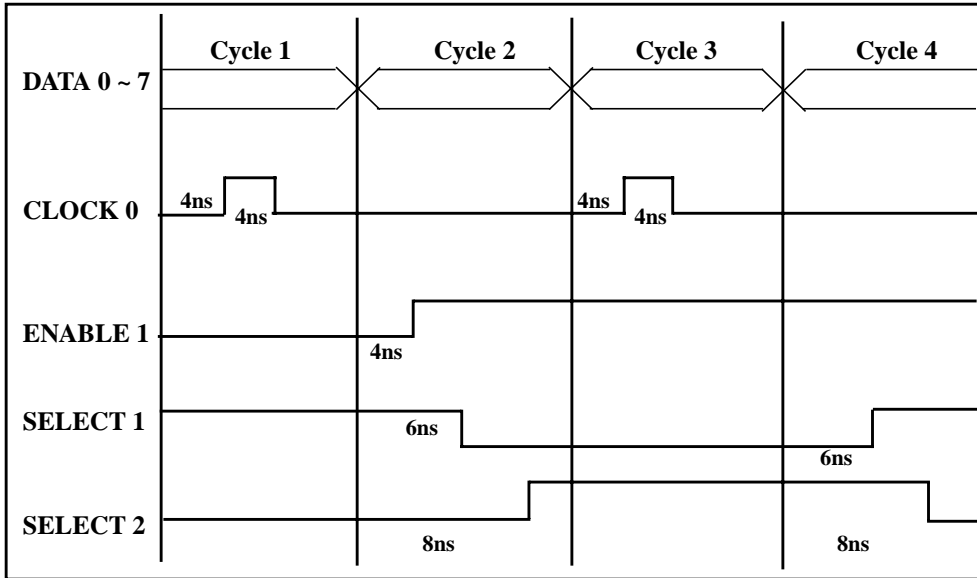 Cycle 1 Cycle 2 Cycle 3 Cycle 4
DATA 0 ~ 7
4ns 4ns
CLOCK 0 4ns 4ns
ENABLE 1
4ns
SELECT 1 6ns
6ns
SELECT 2
8ns 8ns